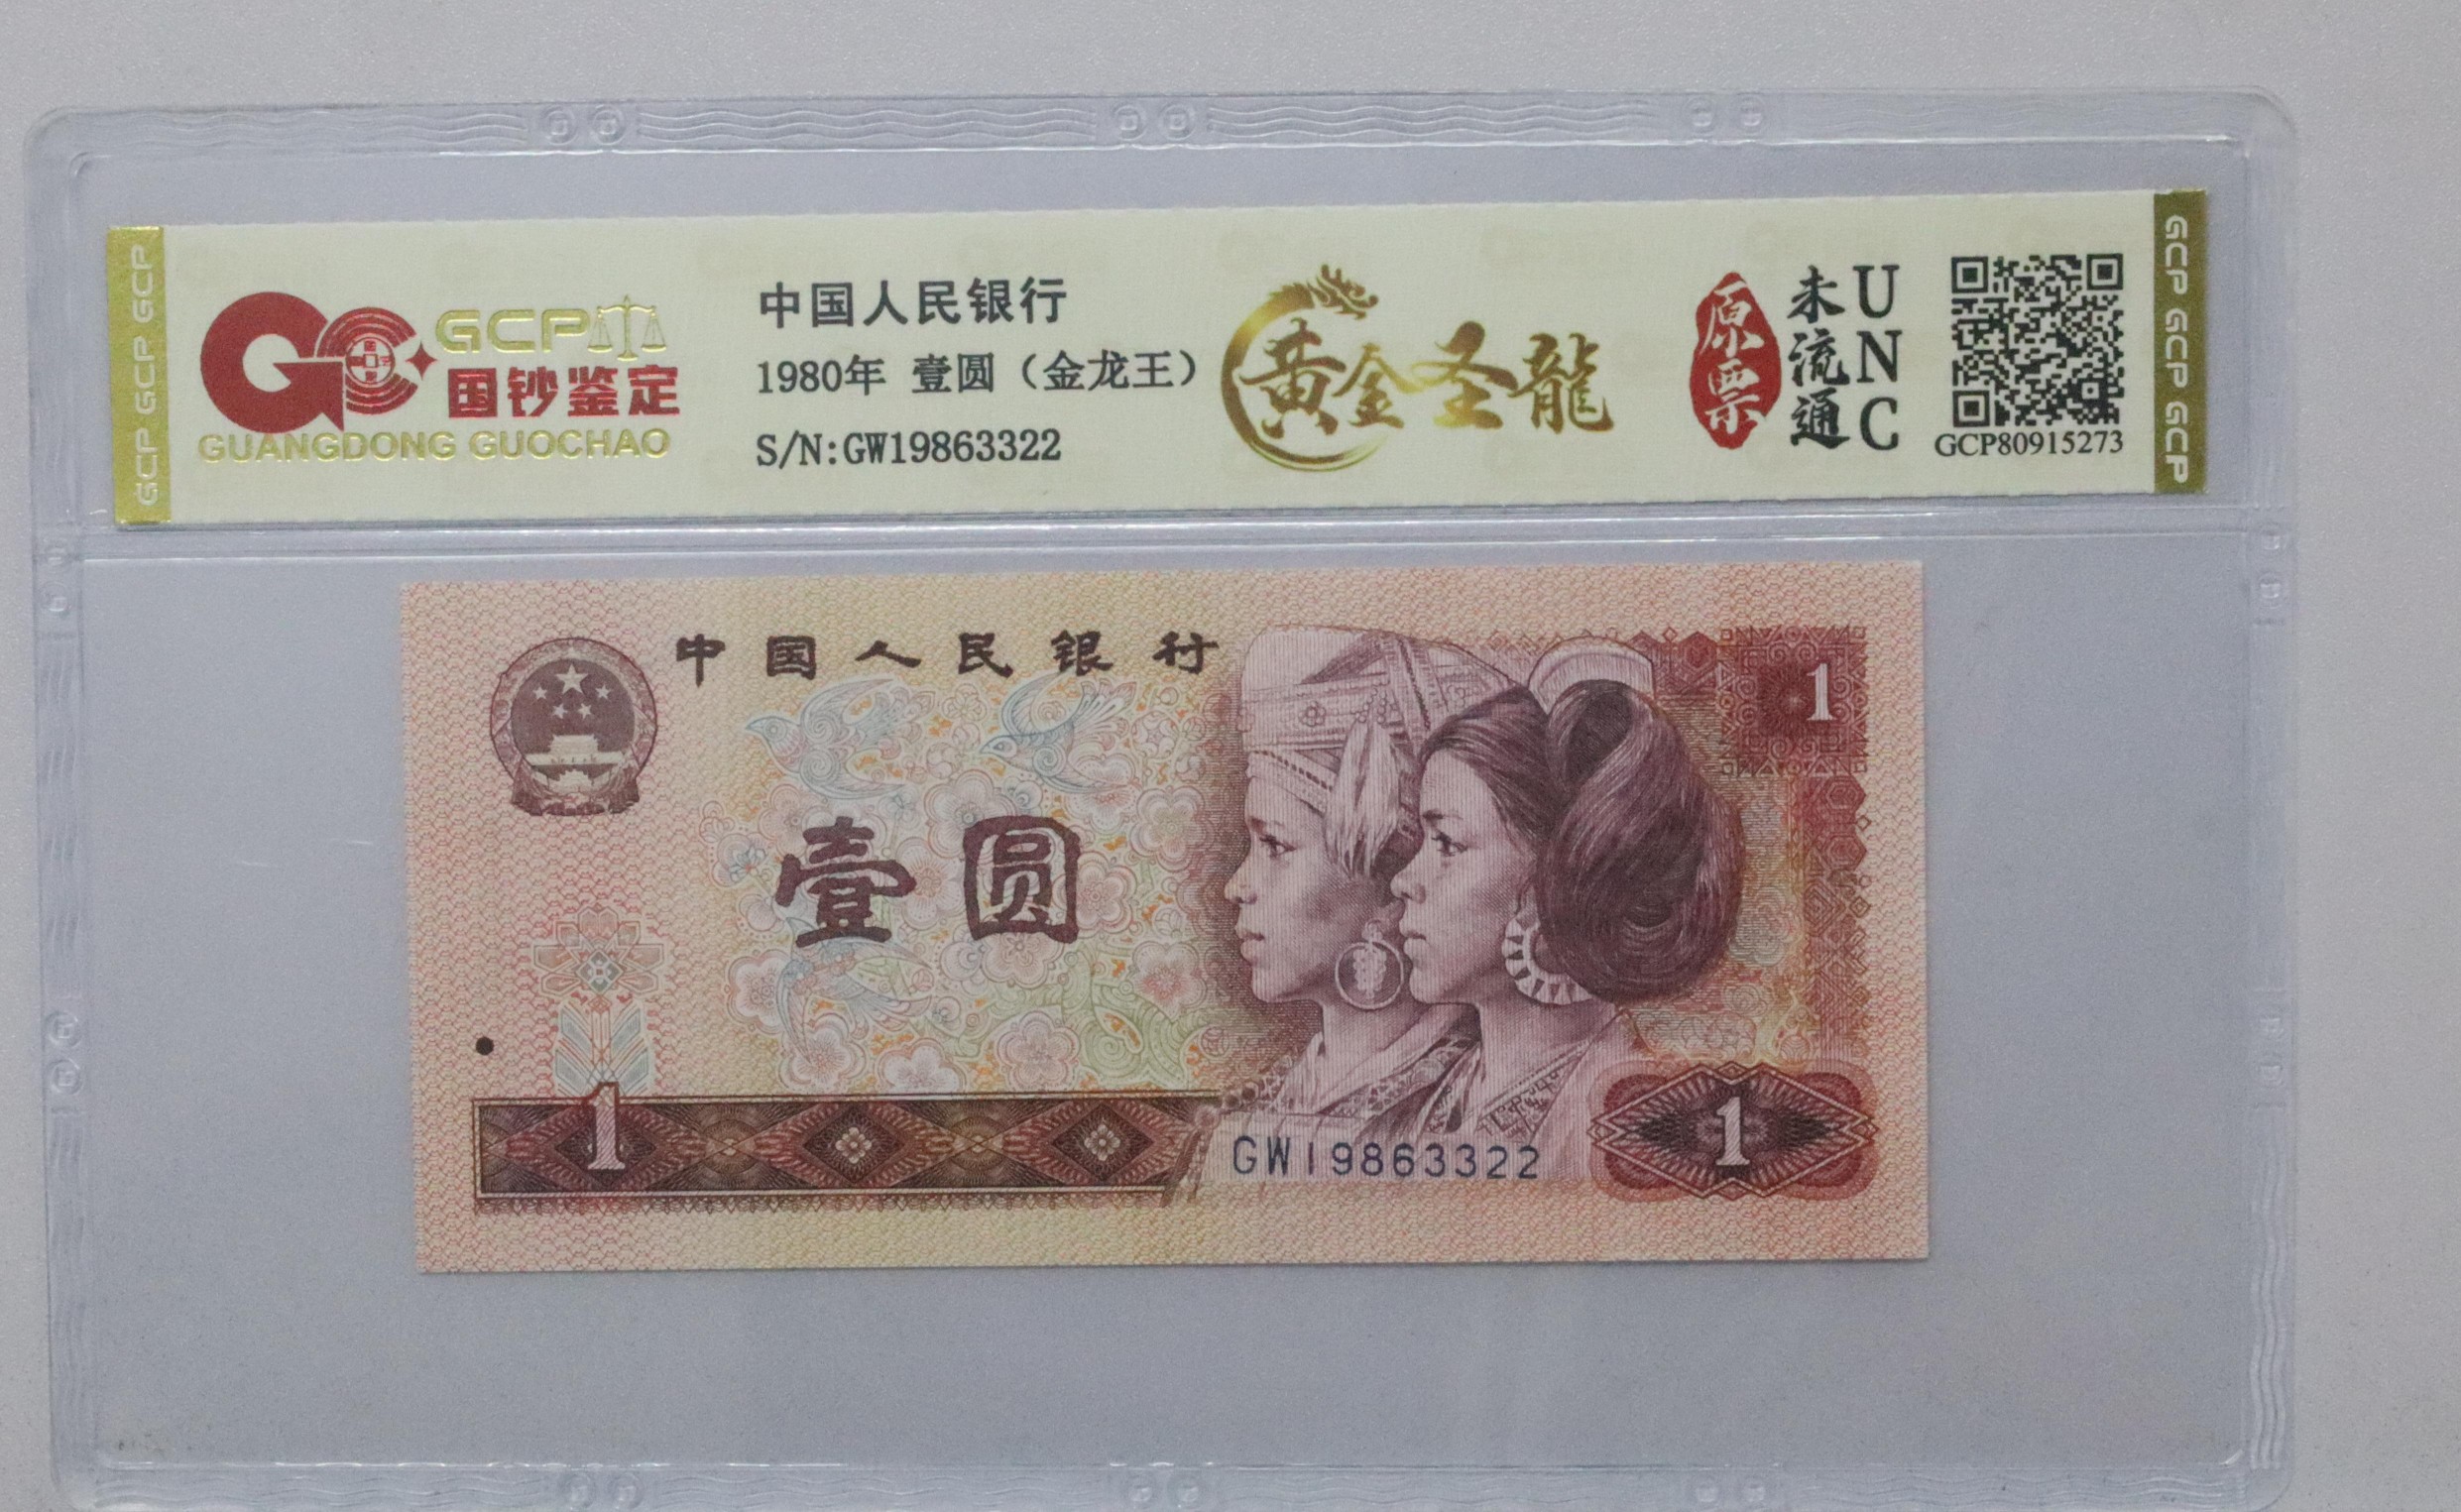 GCP GCP GCP
GCP
国钞鉴定
GUANGDONG GUOCHAO
中国人民银行
1980年 壹圆（金龙王）
S/N:GW19863322
黄金圣龍
原票
未流通
UNC
GCP80915273
GCP GCP GCP
中国人民银行
1
壹圆
1
GW19863322
1